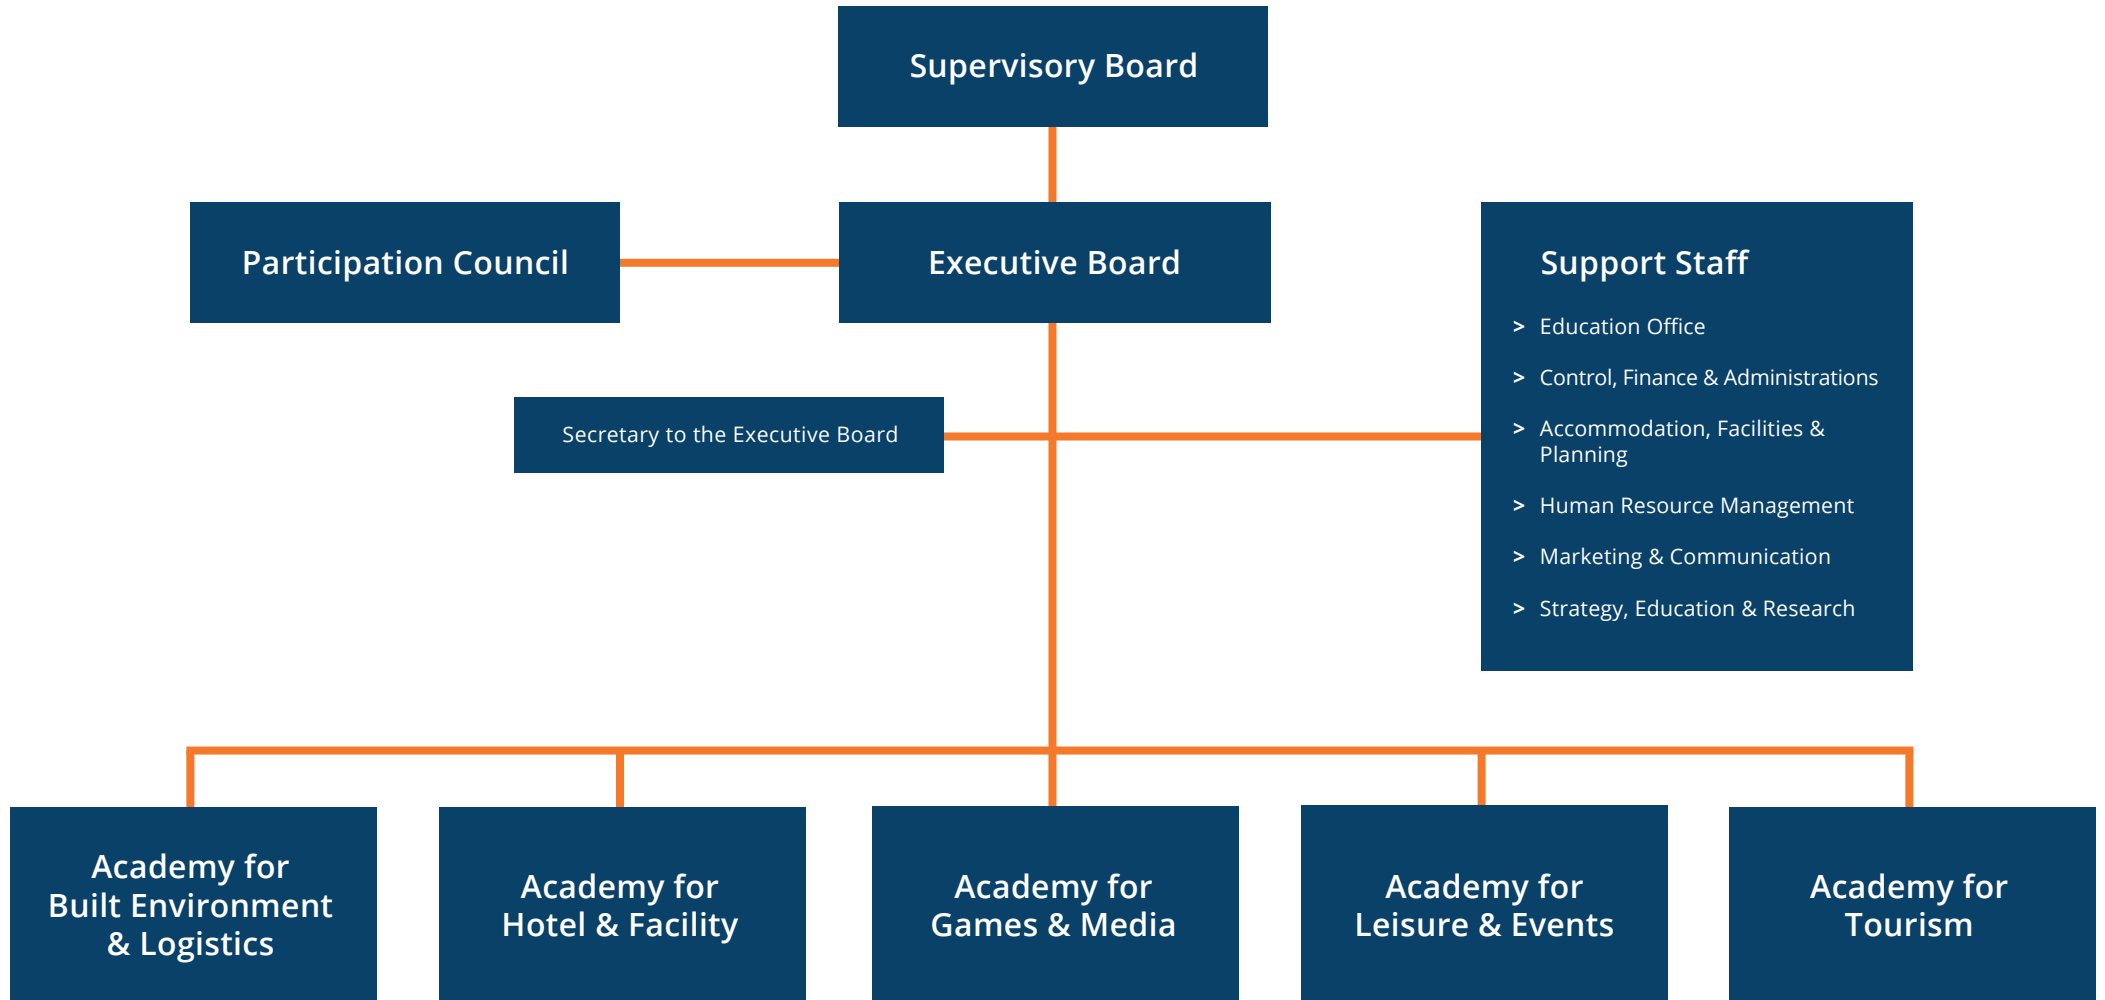 Supervisory Board
Participation Council
Executive Board
Support Staff
> Education Office
> Control, Finance & Administrations
> Accommodation, Facilities &
Planning
> Human Resource Management
> Marketing & Communication
> Strategy, Education & Research
Secretary to the Executive Board
Academy for
Built Environment
& Logistics
Academy for
Hotel & Facility
Academy for
Games & Media
Academy for
Leisure & Events
Academy for
Tourism